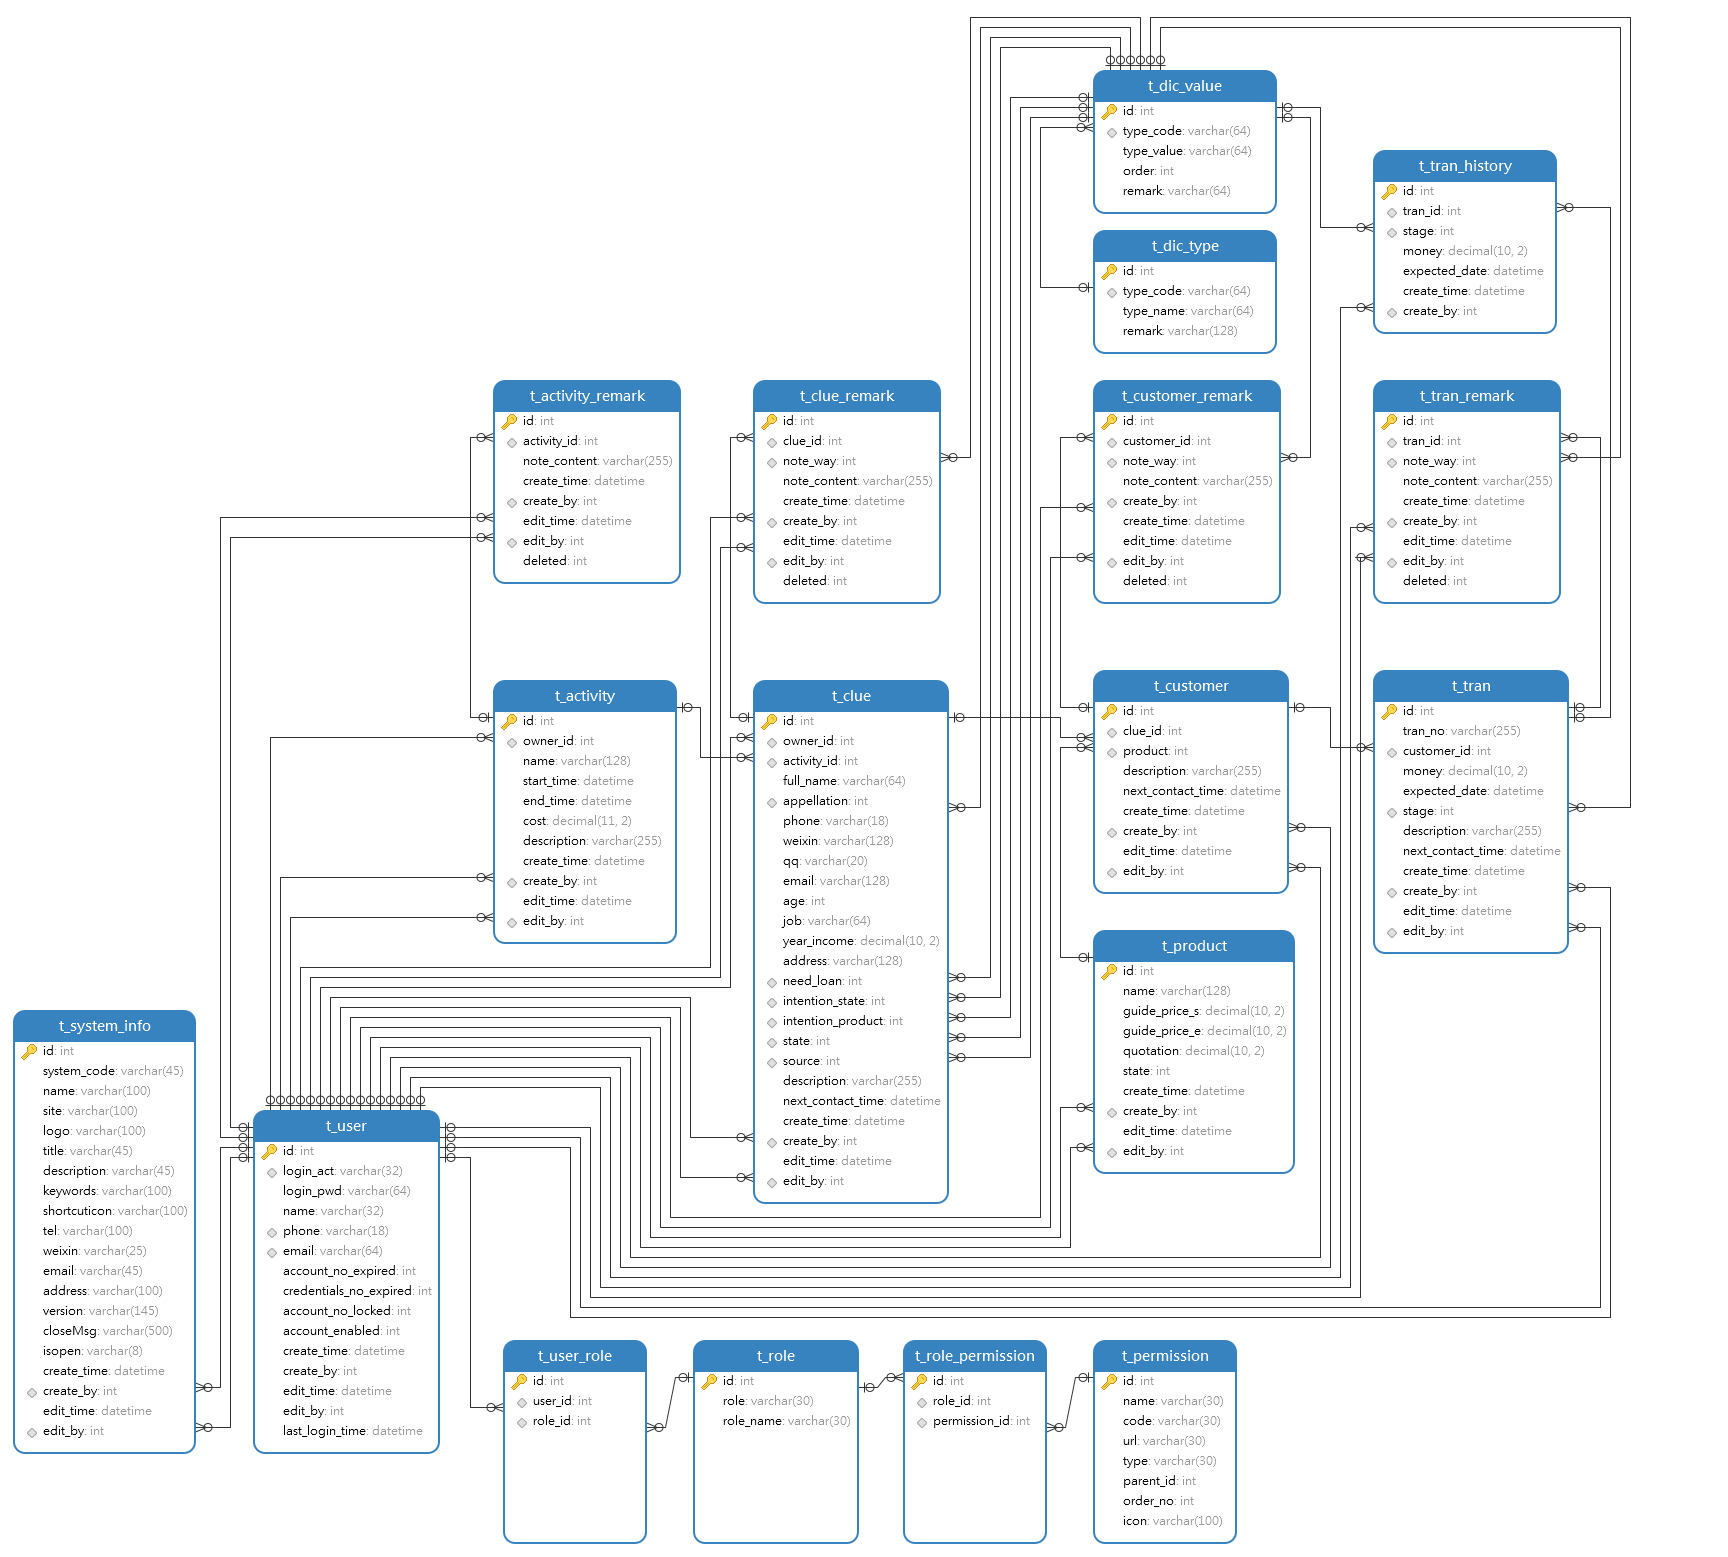 t_dic_value
id: int
type_code: varchar(64)
type_value: varchar(64)
order: int
remark: varchar(64)
t_tran_history
id: int
tran_id: int
stage: int
money: decimal(10, 2)
expected_date: datetime
create_time: datetime
create_by: int
t_dic_type
id: int
type_code: varchar(64)
type_name: varchar(64)
remark: varchar(128)
t_activity_remark
id: int
activity_id: int
note_content: varchar(255)
create_time: datetime
create_by: int
edit_time: datetime
edit_by: int
deleted: int
t_clue_remark
id: int
clue_id: int
note_way: int
note_content: varchar(255)
create_time: datetime
create_by: int
edit_time: datetime
edit_by: int
deleted: int
t_customer_remark
id: int
customer_id: int
note_way: int
note_content: varchar(255)
create_by: int
create_time: datetime
edit_time: datetime
edit_by: int
deleted: int
t_tran_remark
id: int
tran_id: int
note_way: int
note_content: varchar(255)
create_time: datetime
create_by: int
edit_time: datetime
edit_by: int
deleted: int
t_activity
id: int
owner_id: int
name: varchar(128)
start_time: datetime
end_time: datetime
cost: decimal(11, 2)
description: varchar(255)
create_time: datetime
create_by: int
edit_time: datetime
edit_by: int
t_clue
id: int
owner_id: int
activity_id: int
full_name: varchar(64)
appellation: int
phone: varchar(18)
weixin: varchar(128)
qq: varchar(20)
email: varchar(128)
age: int
job: varchar(64)
year_income: decimal(10, 2)
address: varchar(128)
need_loan: int
intention_state: int
intention_product: int
state: int
source: int
description: varchar(255)
next_contact_time: datetime
create_time: datetime
create_by: int
edit_time: datetime
edit_by: int
t_customer
id: int
clue_id: int
product: int
description: varchar(255)
next_contact_time: datetime
create_time: datetime
create_by: int
edit_time: datetime
edit_by: int
t_tran
id: int
tran_no: varchar(255)
customer_id: int
money: decimal(10, 2)
expected_date: datetime
stage: int
description: varchar(255)
next_contact_time: datetime
create_time: datetime
create_by: int
edit_time: datetime
edit_by: int
t_product
id: int
name: varchar(128)
guide_price_s: decimal(10, 2)
guide_price_e: decimal(10, 2)
quotation: decimal(10, 2)
state: int
create_time: datetime
create_by: int
edit_time: datetime
edit_by: int
t_system_info
id: int
system_code: varchar(45)
name: varchar(100)
site: varchar(100)
logo: varchar(100)
title: varchar(45)
description: varchar(45)
keywords: varchar(100)
shortcuticon: varchar(100)
tel: varchar(100)
weixin: varchar(25)
email: varchar(45)
address: varchar(100)
version: varchar(145)
closeMsg: varchar(500)
isopen: varchar(8)
create_time: datetime
create_by: int
edit_time: datetime
edit_by: int
t_user
id: int
login_act: varchar(32)
login_pwd: varchar(64)
name: varchar(32)
phone: varchar(18)
email: varchar(64)
account_no_expired: int
credentials_no_expired: int
account_no_locked: int
account_enabled: int
create_time: datetime
create_by: int
edit_time: datetime
edit_by: int
last_login_time: datetime
t_user_role
id: int
user_id: int
role_id: int
t_role
id: int
role: varchar(30)
role_name: varchar(30)
t_role_permission
id: int
role_id: int
permission_id: int
t_permission
id: int
name: varchar(30)
code: varchar(30)
url: varchar(30)
type: varchar(30)
parent_id: int
order_no: int
icon: varchar(100)